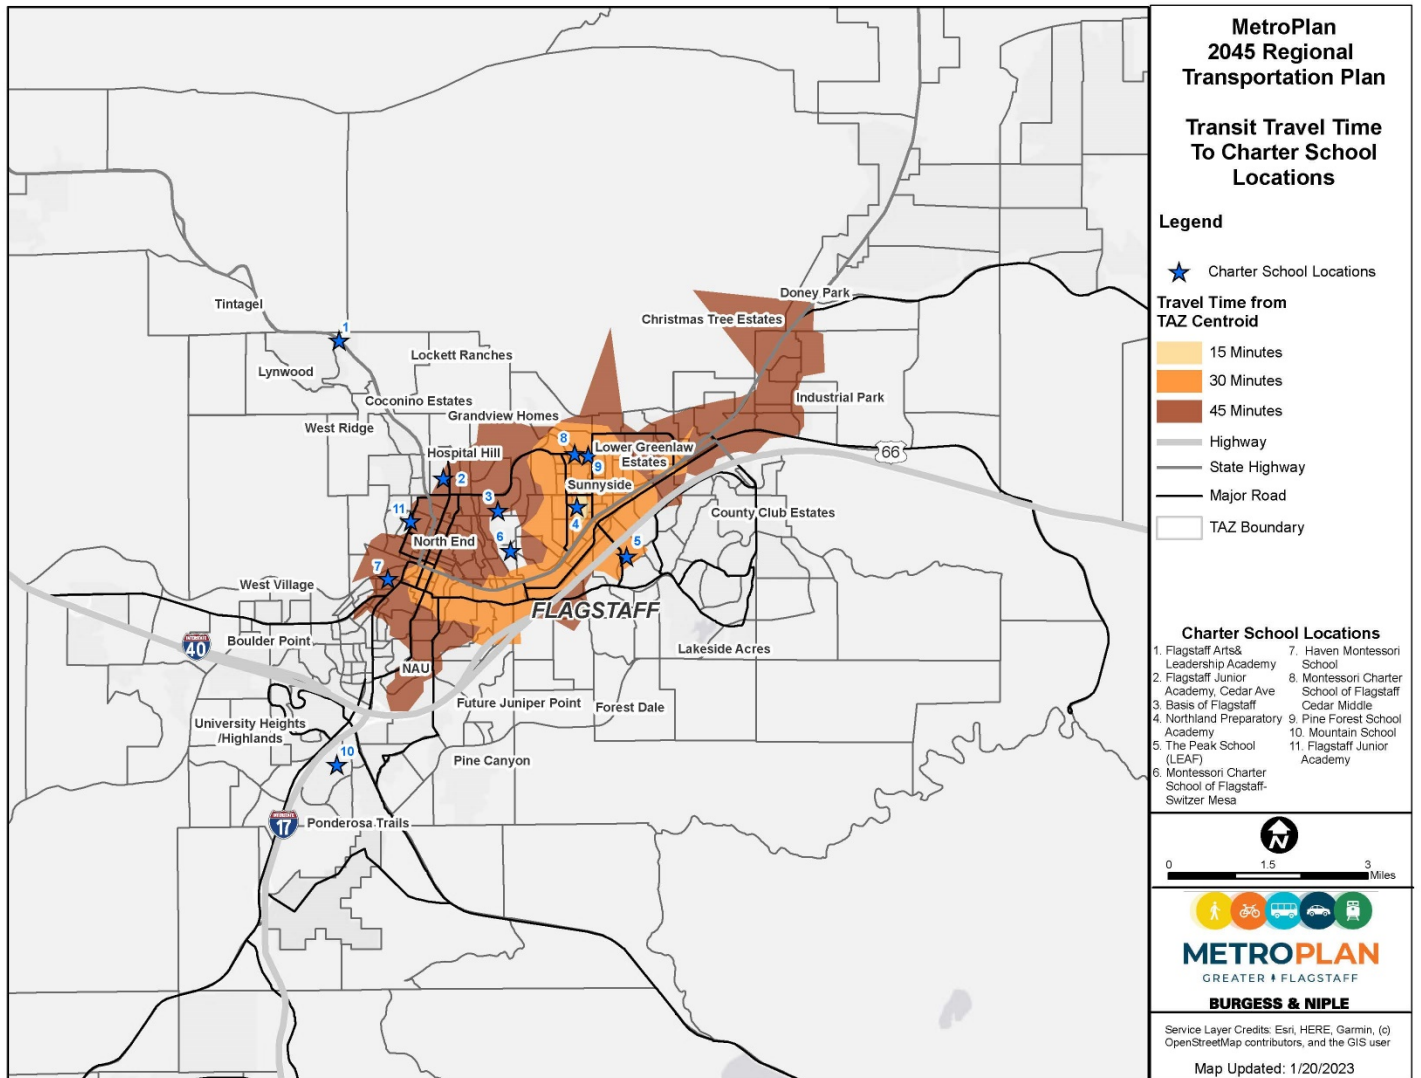 MetroPlan
2045 Regional
Transportation Plan
Transit Travel Time
To Charter School
Locations
Legend
Charter School Locations
Travel Time from
TAZ Centroid
15 Minutes
30 Minutes
45 Minutes
Highway
State Highway
Major Road
TAZ Boundary
Charter School Locations
1. Flagstaff Arts&
Leadership Academy
2. Flagstaff Junior
Academy, Cedar Ave
3. Basis of Flagstaff
4. Northland Preparatory
Academy
5. The Peak School
(LEAF)
6. Montessori Charter
School of Flagstaff-
Switzer Mesa
7. Haven Montessori
School
8. Montessori Charter
School of Flagstaff
Cedar Middle
9. Pine Forest School
10. Mountain School
11. Flagstaff Junior
Academy
N
0 1.5 3
Miles
METROPLAN
GREATER FLAGSTAFF
BURGESS & NIPLE
Service Layer Credits: Esri, HERE, Garmin, (c)
OpenStreetMap contributors, and the GIS user
Map Updated: 1/20/2023
Doney Park
Tintagel
Christmas Tree Estates
1
Lockett Ranches
Lynwood
Industrial Park
Coconino Estates
Grandview Homes
West Ridge
8
Lower Greenlaw
Estates
Hospital Hill
66
9
2
Sunnyside
3
11
4
County Club Estates
North End
6
5
7
West Village
FLAGSTAFF
INTERSTATE
40
Boulder Point
Lakeside Acres
NAU
Future Juniper Point
Forest Dale
University Heights
/Highlands
10
Pine Canyon
INTERSTATE
17
Ponderosa Trails